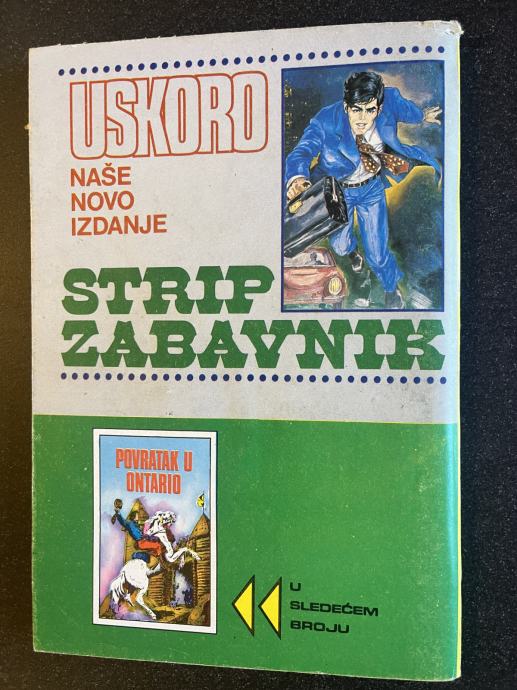 USKORO
NAŠE
NOVO
IZDANJE
STRIP
ZABAVNIK
POVRATAK U
ONTARIO
U
SLEDEĆEM
BROJU